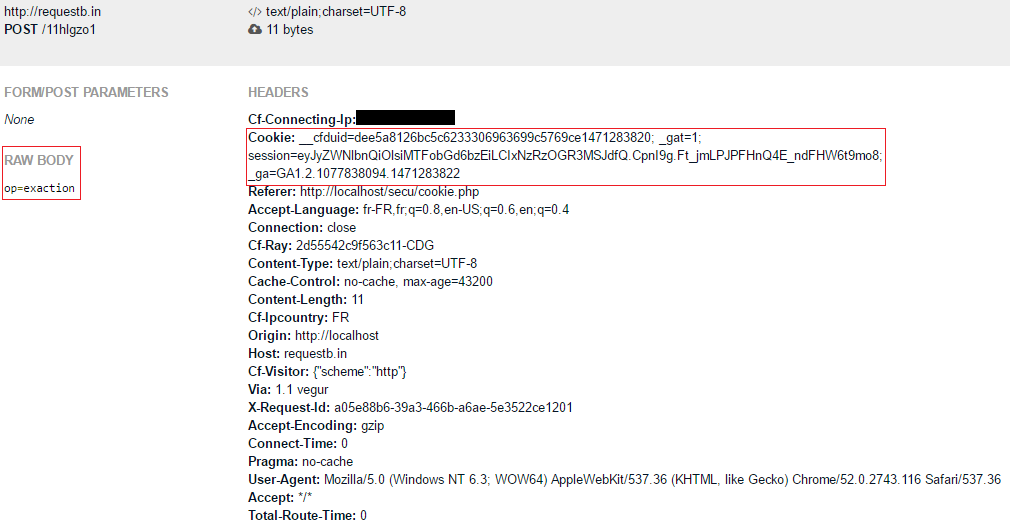 http://requestb.in
POST /11hlgzo1
</> text/plain;charset=UTF-8
11 bytes
FORM/POST PARAMETERS
None
RAW BODY
op=exaction
HEADERS
Cf-Connecting-Ip:
Cookie: __cfduid=dee5a8126bc5c6233306963699c5769ce1471283820; _gat=1;
session=eyJyZWNlbnQiOlsiMTFobGd6bzEiLCIxNzRzOGR3MSJdfQ.CpnI9g.Ft_jmLPJPFHnQ4E_ndFHW6t9mo8;
_ga=GA1.2.1077838094.1471283822
Referer: http://localhost/secu/cookie.php
Accept-Language: fr-FR,fr;q=0.8,en-US;q=0.6,en;q=0.4
Connection: close
Cf-Ray: 2d55542c9f563c11-CDG
Content-Type: text/plain;charset=UTF-8
Cache-Control: no-cache, max-age=43200
Content-Length: 11
Cf-Ipcountry: FR
Origin: http://localhost
Host: requestb.in
Cf-Visitor: {"scheme":"http"}
Via: 1.1 vegur
X-Request-Id: a05e88b6-39a3-466b-a6ae-5e3522ce1201
Accept-Encoding: gzip
Connect-Time: 0
Pragma: no-cache
User-Agent: Mozilla/5.0 (Windows NT 6.3; WOW64) AppleWebKit/537.36 (KHTML, like Gecko) Chrome/52.0.2743.116 Safari/537.36
Accept: */*
Total-Route-Time: 0